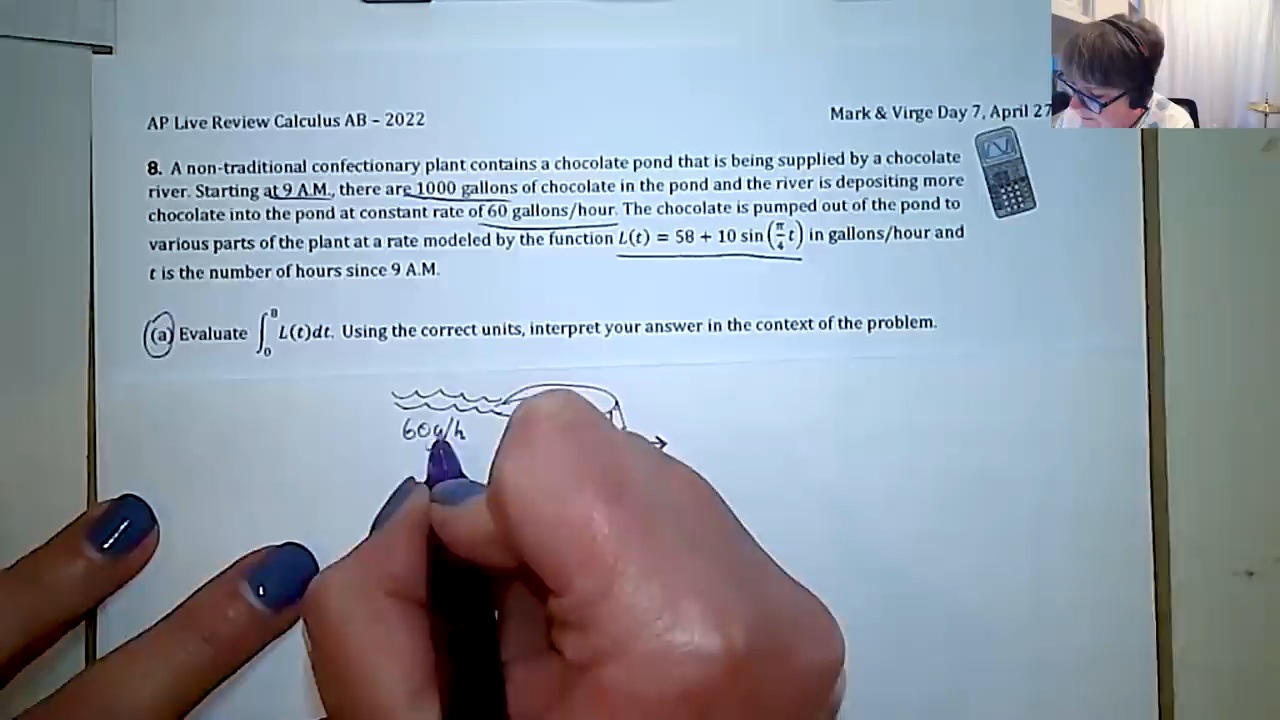 AP Live Review Calculus AB – 2022
Mark & Virge Day 7, April 27
8. A non-traditional confectionary plant contains a chocolate pond that is being supplied by a chocolate
river. Starting at 9 A.M., there are 1000 gallons of chocolate in the pond and the river is depositing more
chocolate into the pond at constant rate of 60 gallons/hour. The chocolate is pumped out of the pond to
various parts of the plant at a rate modeled by the function L(t) = 58 + 10 sin(π/4 t) in gallons/hour and
t is the number of hours since 9 A.M.
(a) Evaluate ∫₀⁸ L(t)dt. Using the correct units, interpret your answer in the context of the problem.
60g/h